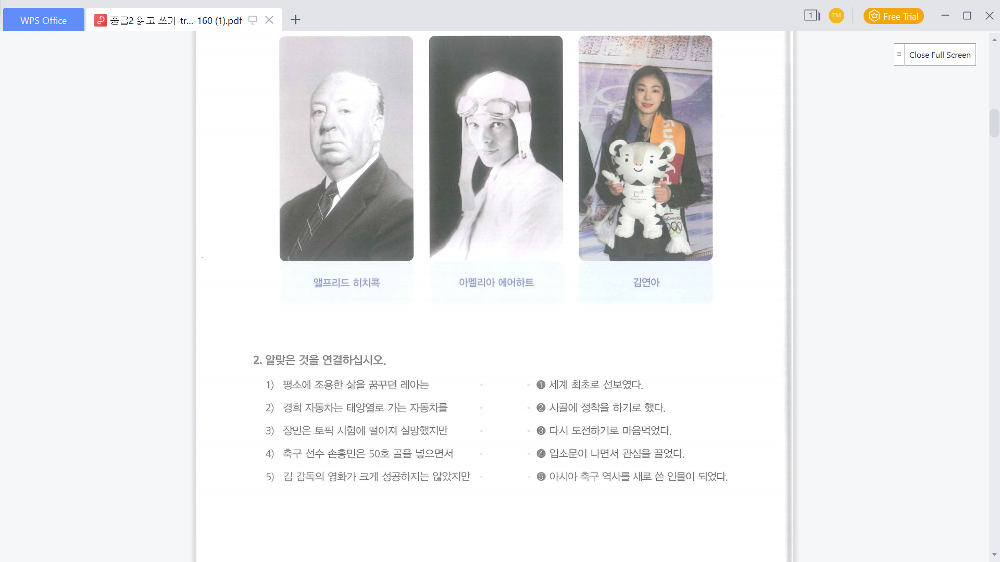 WPS Office
중급2 읽고 쓰기-tr...-160 (1).pdf
1
TM
Free Trial
Close Full Screen
앨프리드 히치콕
아멜리아 에어하트
김연아
2. 알맞은 것을 연결하십시오.
1) 평소에 조용한 삶을 꿈꾸던 레아는
❶ 세계 최초로 선보였다.
2) 경희 자동차는 태양열로 가는 자동차를
❷ 시골에 정착을 하기로 했다.
3) 장민은 토픽 시험에 떨어져 실망했지만
❸ 다시 도전하기로 마음먹었다.
4) 축구 선수 손흥민은 50호 골을 넣으면서
❹ 입소문이 나면서 관심을 끌었다.
5) 김 감독의 영화가 크게 성공하지는 않았지만
❺ 아시아 축구 역사를 새로 쓴 인물이 되었다.